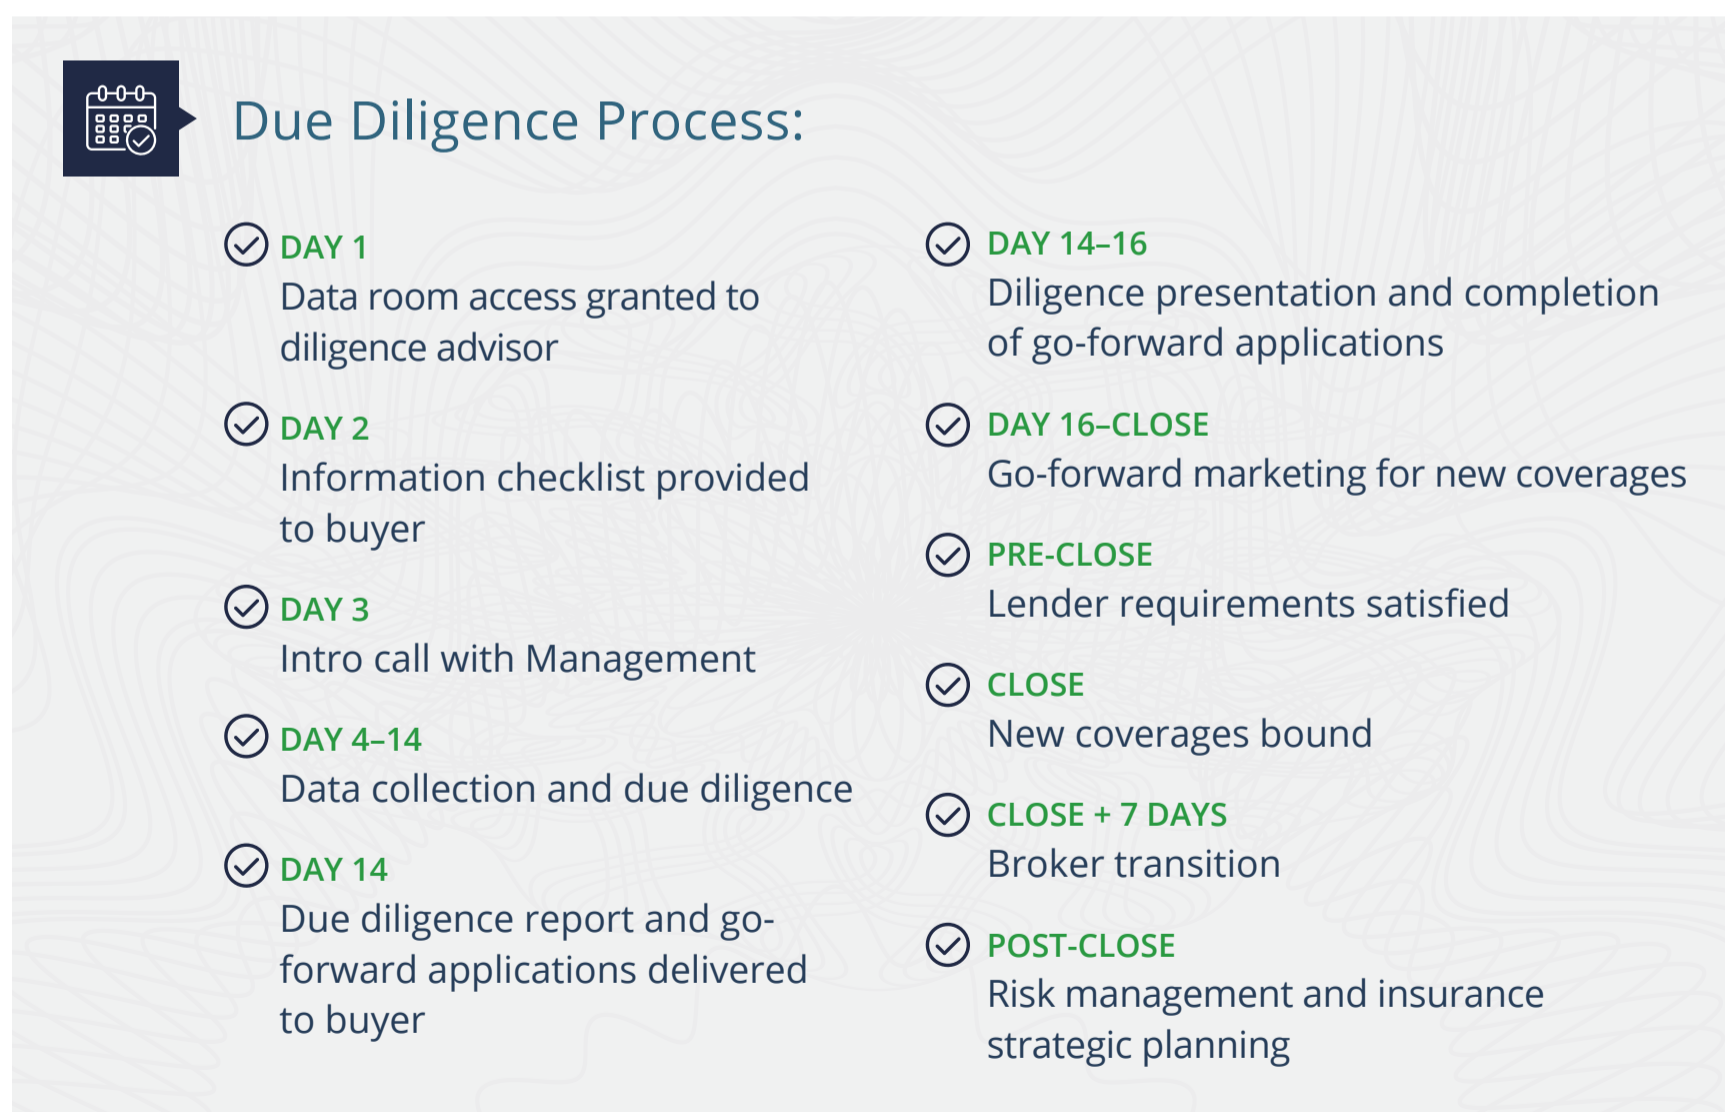 Due Diligence Process:
DAY 1
Data room access granted to
diligence advisor
DAY 2
Information checklist provided
to buyer
DAY 3
Intro call with Management
DAY 4–14
Data collection and due diligence
DAY 14
Due diligence report and go-
forward applications delivered
to buyer
DAY 14–16
Diligence presentation and completion
of go-forward applications
DAY 16–CLOSE
Go-forward marketing for new coverages
PRE-CLOSE
Lender requirements satisfied
CLOSE
New coverages bound
CLOSE + 7 DAYS
Broker transition
POST-CLOSE
Risk management and insurance
strategic planning